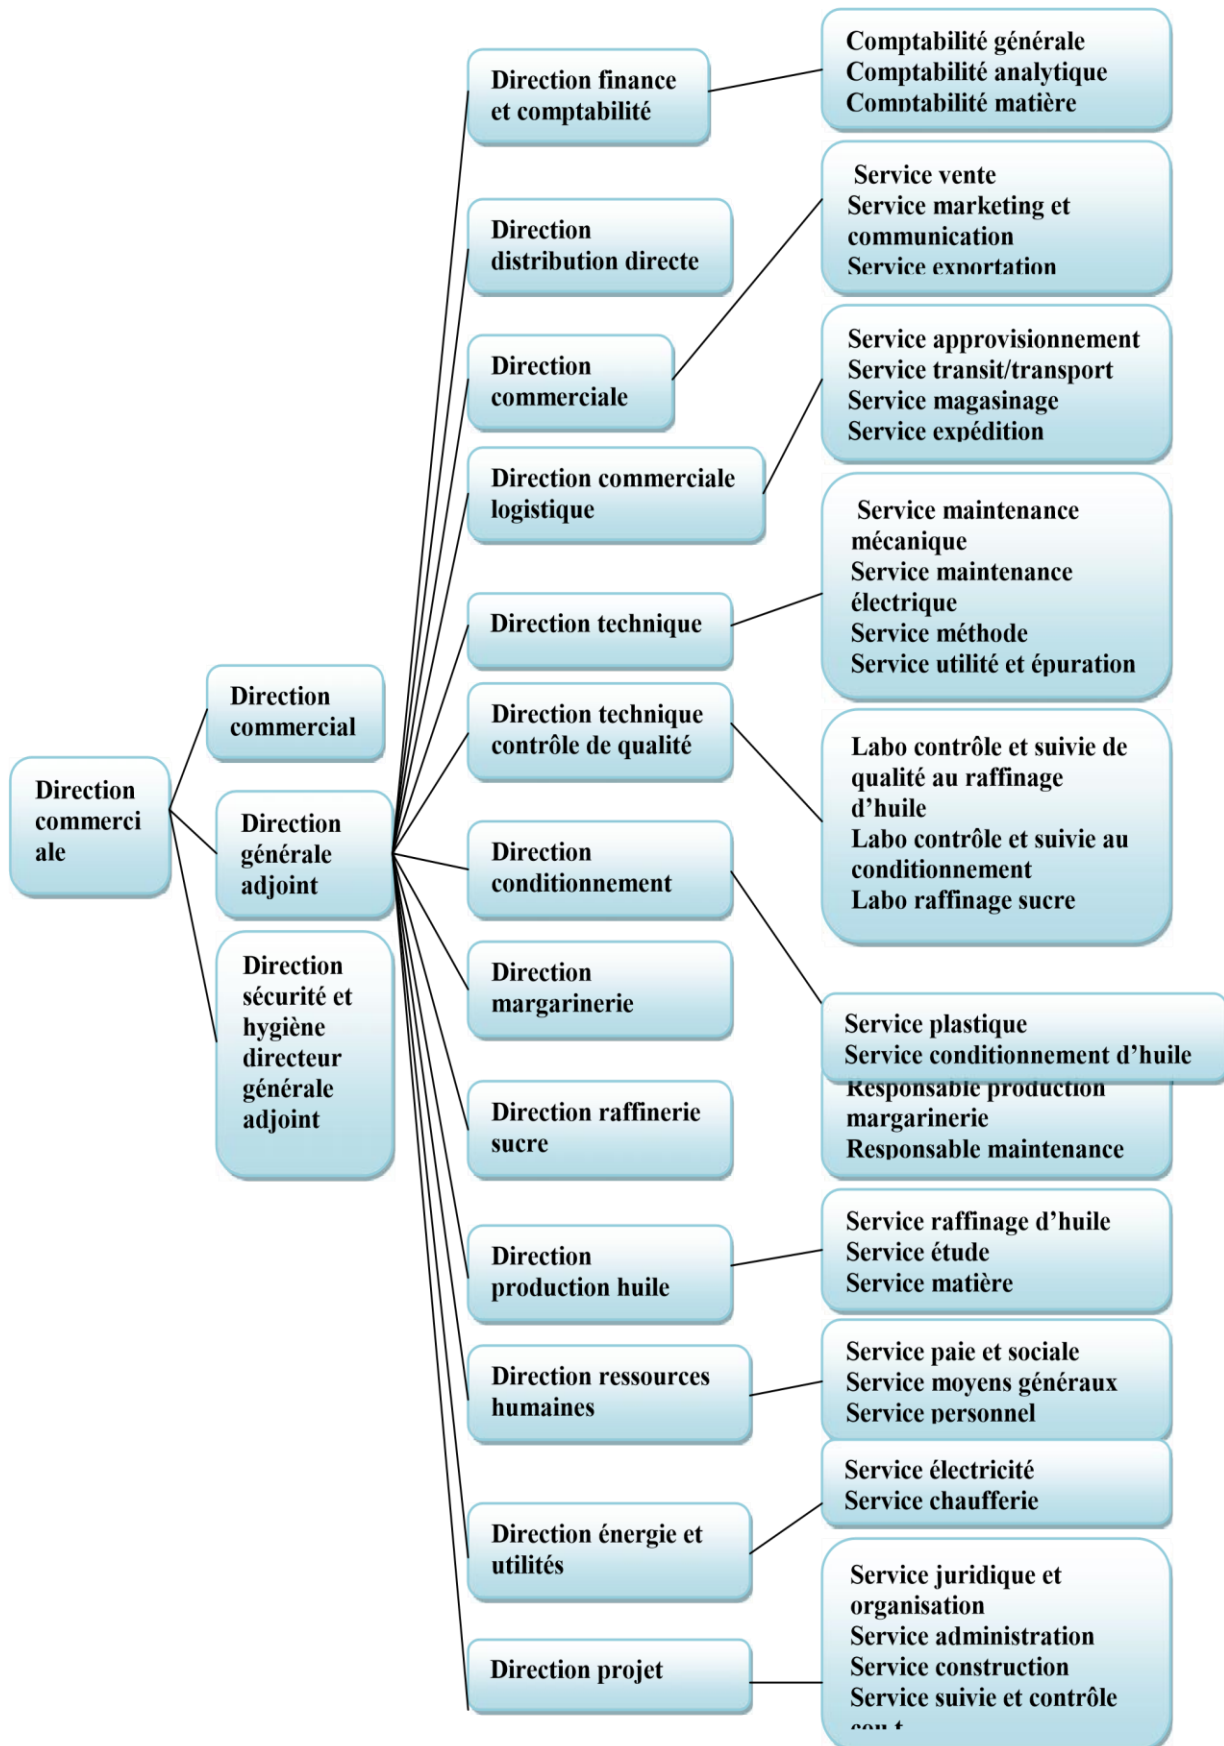 Direction
commerci
ale
Direction
commercial
Direction
générale
adjoint
Direction
sécurité et
hygiène
directeur
générale
adjoint
Direction finance
et comptabilité
Direction
distribution directe
Direction
commerciale
Direction commerciale
logistique
Direction technique
Direction technique
contrôle de qualité
Direction
conditionnement
Direction
margarinerie
Direction raffinerie
sucre
Direction
production huile
Direction ressources
humaines
Direction énergie et
utilités
Direction projet
Comptabilité générale
Comptabilité analytique
Comptabilité matière
Service vente
Service marketing et
communication
Service exportation
Service approvisionnement
Service transit/transport
Service magasinage
Service expédition
Service maintenance
mécanique
Service maintenance
électrique
Service méthode
Service utilité et épuration
Labo contrôle et suivie de
qualité au raffinage
d’huile
Labo contrôle et suivie au
conditionnement
Labo raffinage sucre
Service plastique
Service conditionnement d’huile
Responsable production
margarinerie
Responsable maintenance
Service raffinage d’huile
Service étude
Service matière
Service paie et sociale
Service moyens généraux
Service personnel
Service électricité
Service chaufferie
Service juridique et
organisation
Service administration
Service construction
Service suivie et contrôle
cou t